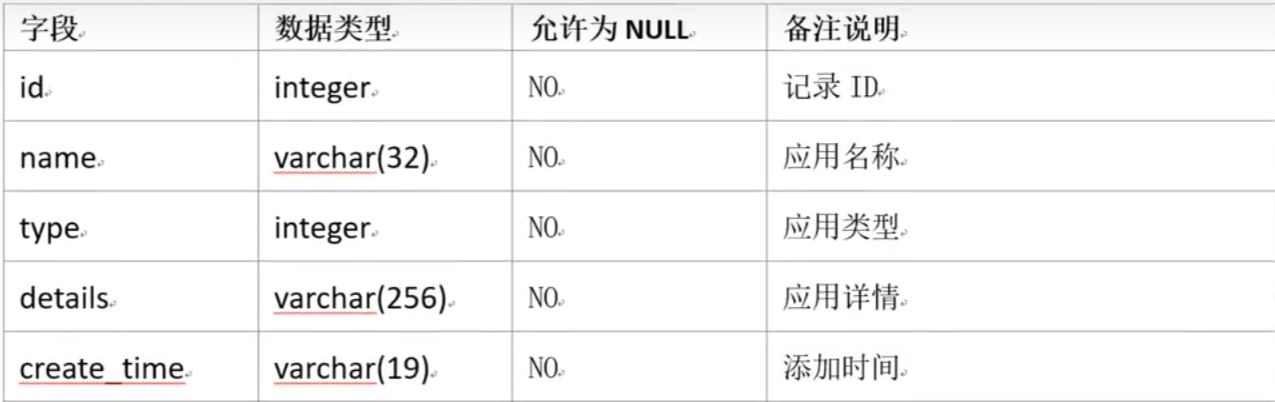 字段 数据类型 允许为 NULL 备注说明
id integer NO 记录 ID
name varchar(32) NO 应用名称
type integer NO 应用类型
details varchar(256) NO 应用详情
create_time varchar(19) NO 添加时间